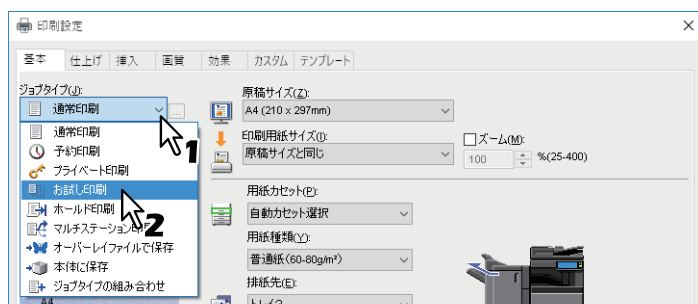 印刷設定
基本 仕上げ 挿入 画質 効果 カスタム テンプレート
ジョブタイプ(J):
通常印刷
...
通常印刷
予約印刷
プライベート印刷
お試し印刷
ホールド印刷
マルチステーション印刷
オーバーレイファイルで保存
本体に保存
ジョブタイプの組み合わせ
A4
1
2
原稿サイズ(Z):
A4 (210 x 297mm)
印刷用紙サイズ(I):
原稿サイズと同じ
ズーム(M):
100 %(25-400)
用紙カセット(P):
自動カセット選択
用紙種類(Y):
普通紙(60-80g/m²)
排紙先(E):
トレイ2